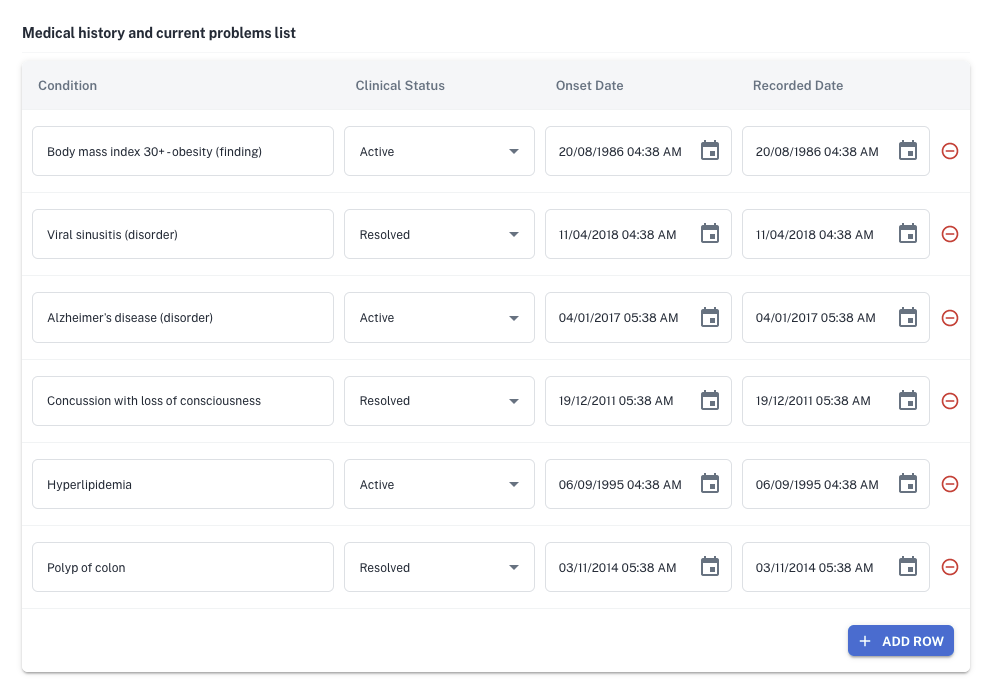 Medical history and current problems list
Condition Clinical Status Onset Date Recorded Date
Body mass index 30+ - obesity (finding) Active 20/08/1986 04:38 AM 20/08/1986 04:38 AM
Viral sinusitis (disorder) Resolved 11/04/2018 04:38 AM 11/04/2018 04:38 AM
Alzheimer's disease (disorder) Active 04/01/2017 05:38 AM 04/01/2017 05:38 AM
Concussion with loss of consciousness Resolved 19/12/2011 05:38 AM 19/12/2011 05:38 AM
Hyperlipidemia Active 06/09/1995 04:38 AM 06/09/1995 04:38 AM
Polyp of colon Resolved 03/11/2014 05:38 AM 03/11/2014 05:38 AM
+ ADD ROW